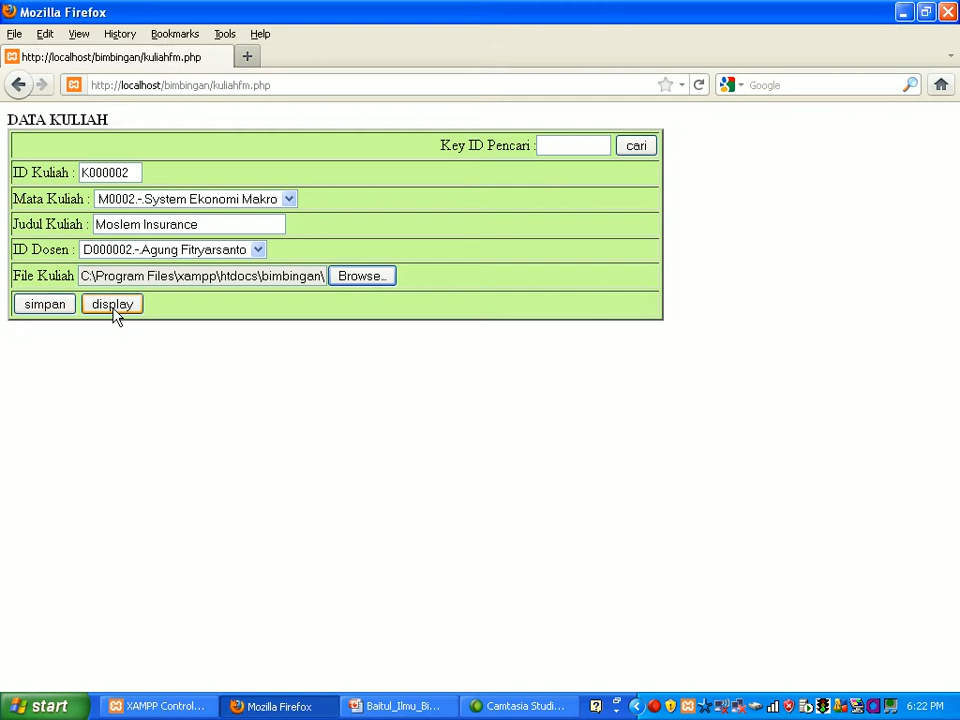 Mozilla Firefox
File Edit View History Bookmarks Tools Help
http://localhost/bimbingan/kuliahfm.php
http://localhost/bimbingan/kuliahfm.php Google
DATA KULIAH
Key ID Pencari : cari
ID Kuliah : K000002
Mata Kuliah : M0002.-.System Ekonomi Makro
Judul Kuliah : Moslem Insurance
ID Dosen : D000002.-.Agung Fitryarsanto
File Kuliah C:\Program Files\xampp\htdocs\bimbingan\ Browse...
simpan display
start XAMPP Control... Mozilla Firefox Baitul_Ilmu_Bi... Camtasia Studi... 6:22 PM